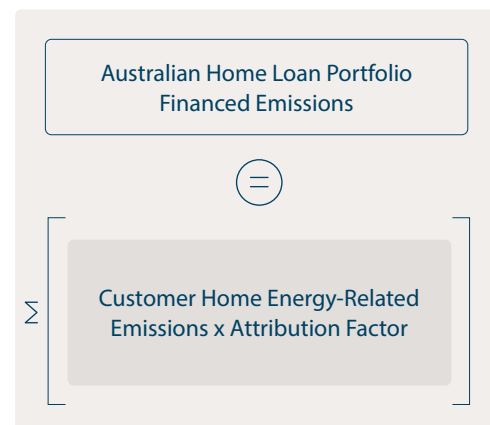 Australian Home Loan Portfolio
Financed Emissions
=
Σ
Customer Home Energy-Related
Emissions x Attribution Factor